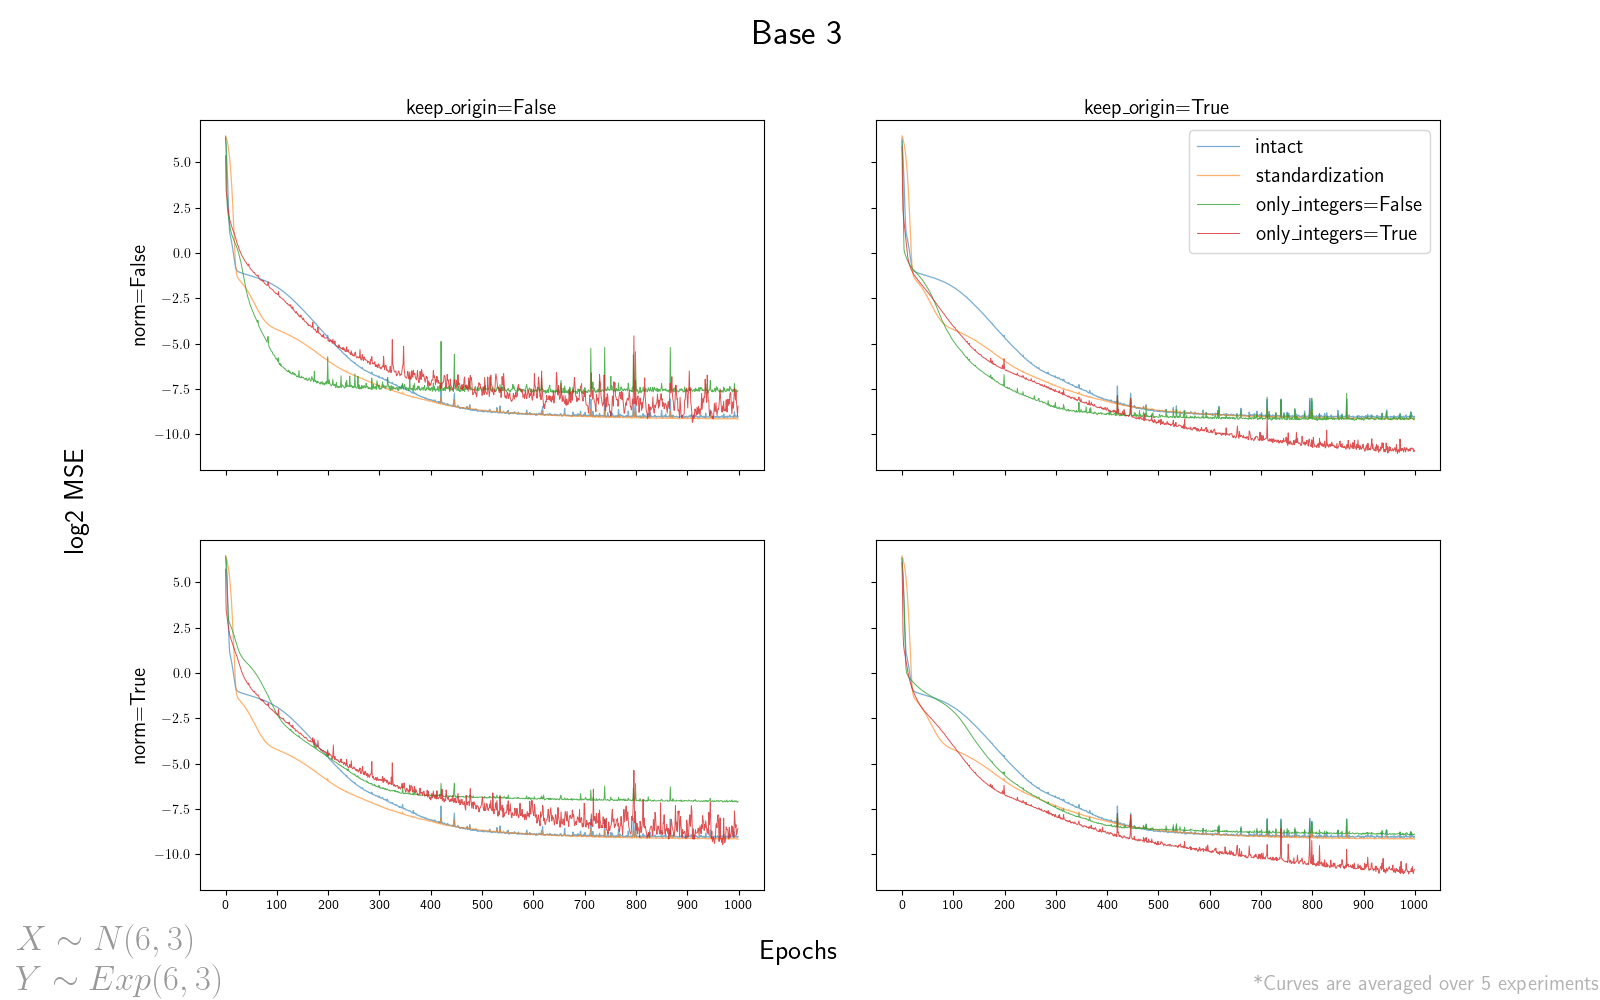 Base 3
keep_origin=False
keep_origin=True
intact
standardization
only_integers=False
only_integers=True
norm=False
5.0
2.5
0.0
−2.5
−5.0
−7.5
−10.0
log2 MSE
norm=True
5.0
2.5
0.0
−2.5
−5.0
−7.5
−10.0
0 100 200 300 400 500 600 700 800 900 1000
0 100 200 300 400 500 600 700 800 900 1000
Epochs
X ∼ N(6, 3)
Y ∼ Exp(6, 3)
*Curves are averaged over 5 experiments